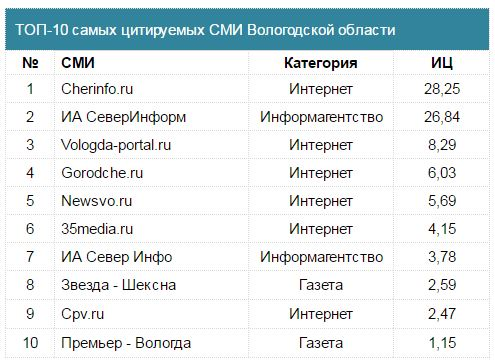 ТОП-10 самых цитируемых СМИ Вологодской области
№ СМИ Категория ИЦ
1 Cherinfo.ru Интернет 28,25
2 ИА СеверИнформ Информагентство 26,84
3 Vologda-portal.ru Интернет 8,29
4 Gorodche.ru Интернет 6,03
5 Newsvo.ru Интернет 5,69
6 35media.ru Интернет 4,15
7 ИА Север Инфо Информагентство 3,78
8 Звезда - Шексна Газета 2,59
9 Cpv.ru Интернет 2,47
10 Премьер - Вологда Газета 1,15